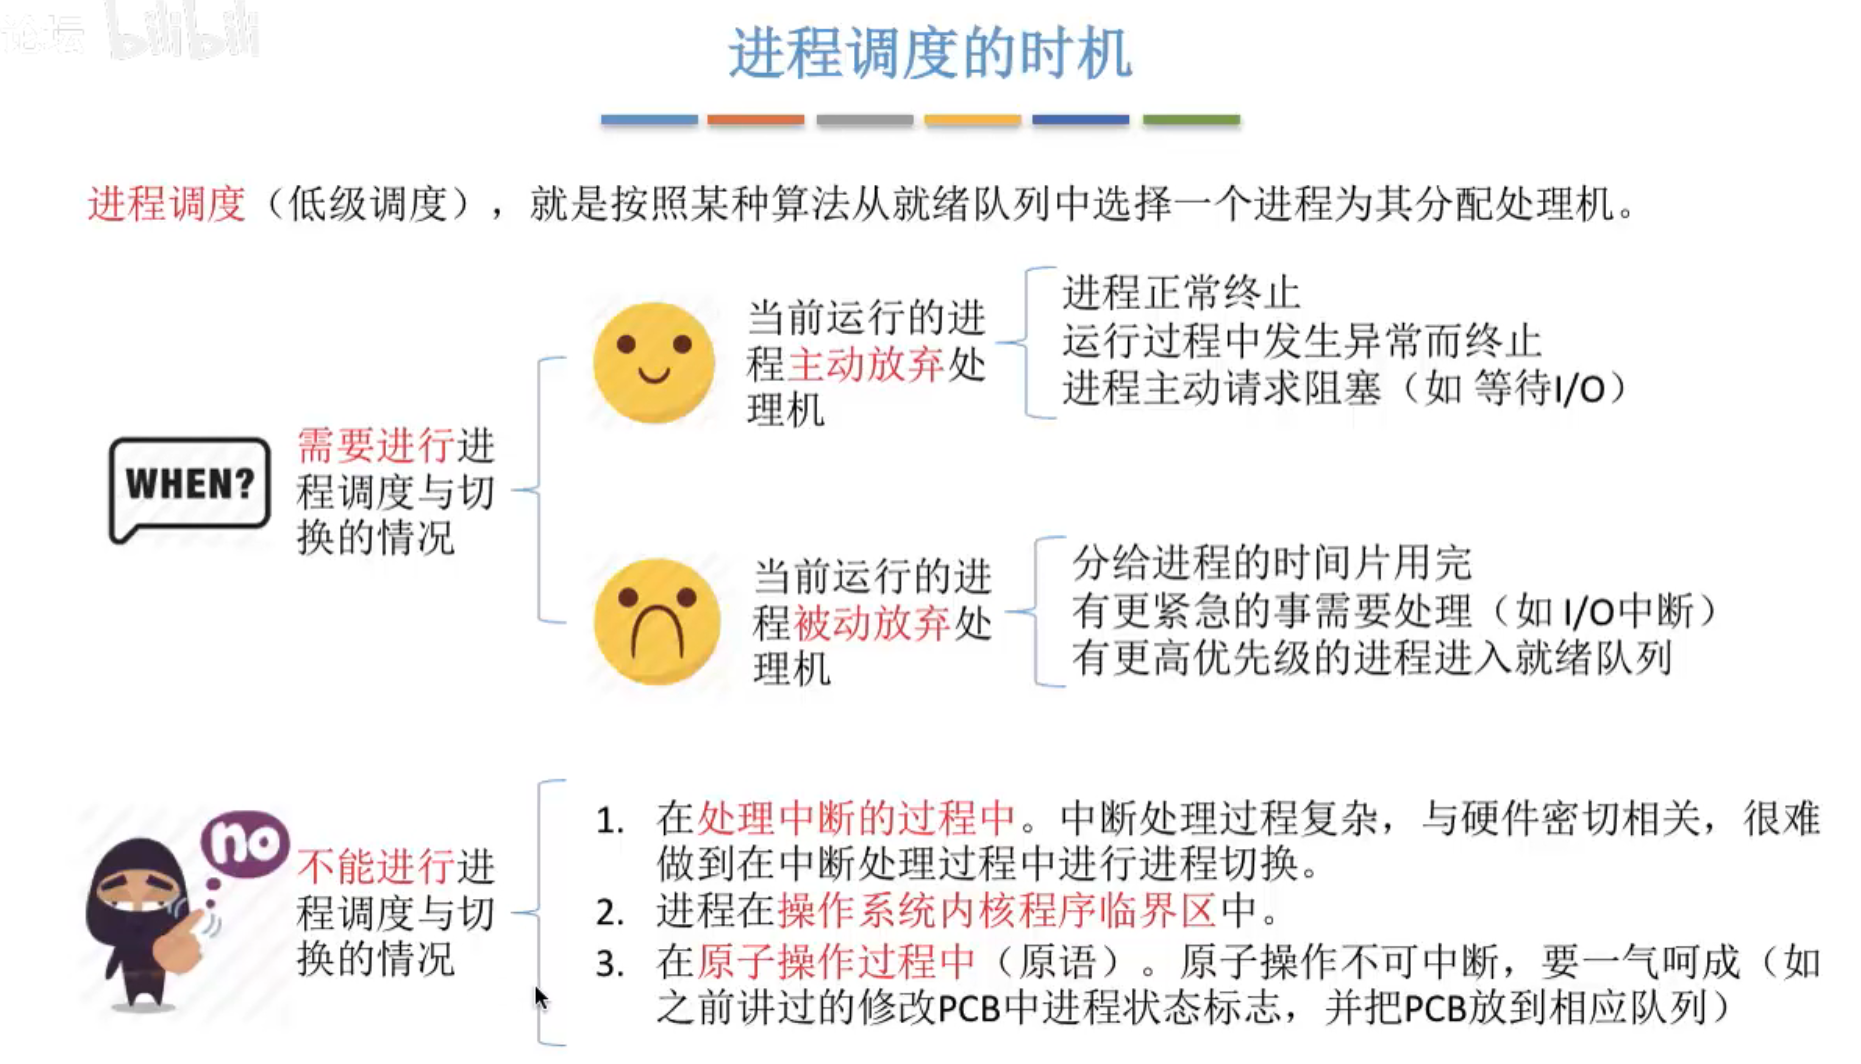 论坛 bilibili
进程调度的时机
进程调度（低级调度），就是按照某种算法从就绪队列中选择一个进程为其分配处理机。
WHEN?
需要进行进
程调度与切
换的情况
当前运行的进
程主动放弃处
理机
进程正常终止
运行过程中发生异常而终止
进程主动请求阻塞（如 等待I/O）
当前运行的进
程被动放弃处
理机
分给进程的时间片用完
有更紧急的事需要处理（如 I/O中断）
有更高优先级的进程进入就绪队列
no
不能进行进
程调度与切
换的情况
1. 在处理中断的过程中。中断处理过程复杂，与硬件密切相关，很难
做到在中断处理过程中进行进程切换。
2. 进程在操作系统内核程序临界区中。
3. 在原子操作过程中（原语）。原子操作不可中断，要一气呵成（如
之前讲过的修改PCB中进程状态标志，并把PCB放到相应队列）